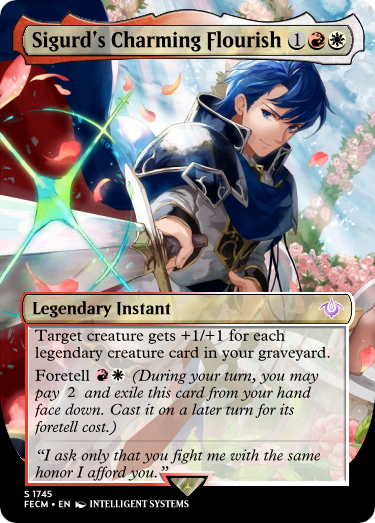 Sigurd's Charming Flourish 1
Legendary Instant
Target creature gets +1/+1 for each
legendary creature card in your graveyard.
Foretell (During your turn, you may
pay 2 and exile this card from your hand
face down. Cast it on a later turn for its
foretell cost.)
“I ask only that you fight me with the same
honor I afford you.”
S 1745
FECM • EN INTELLIGENT SYSTEMS